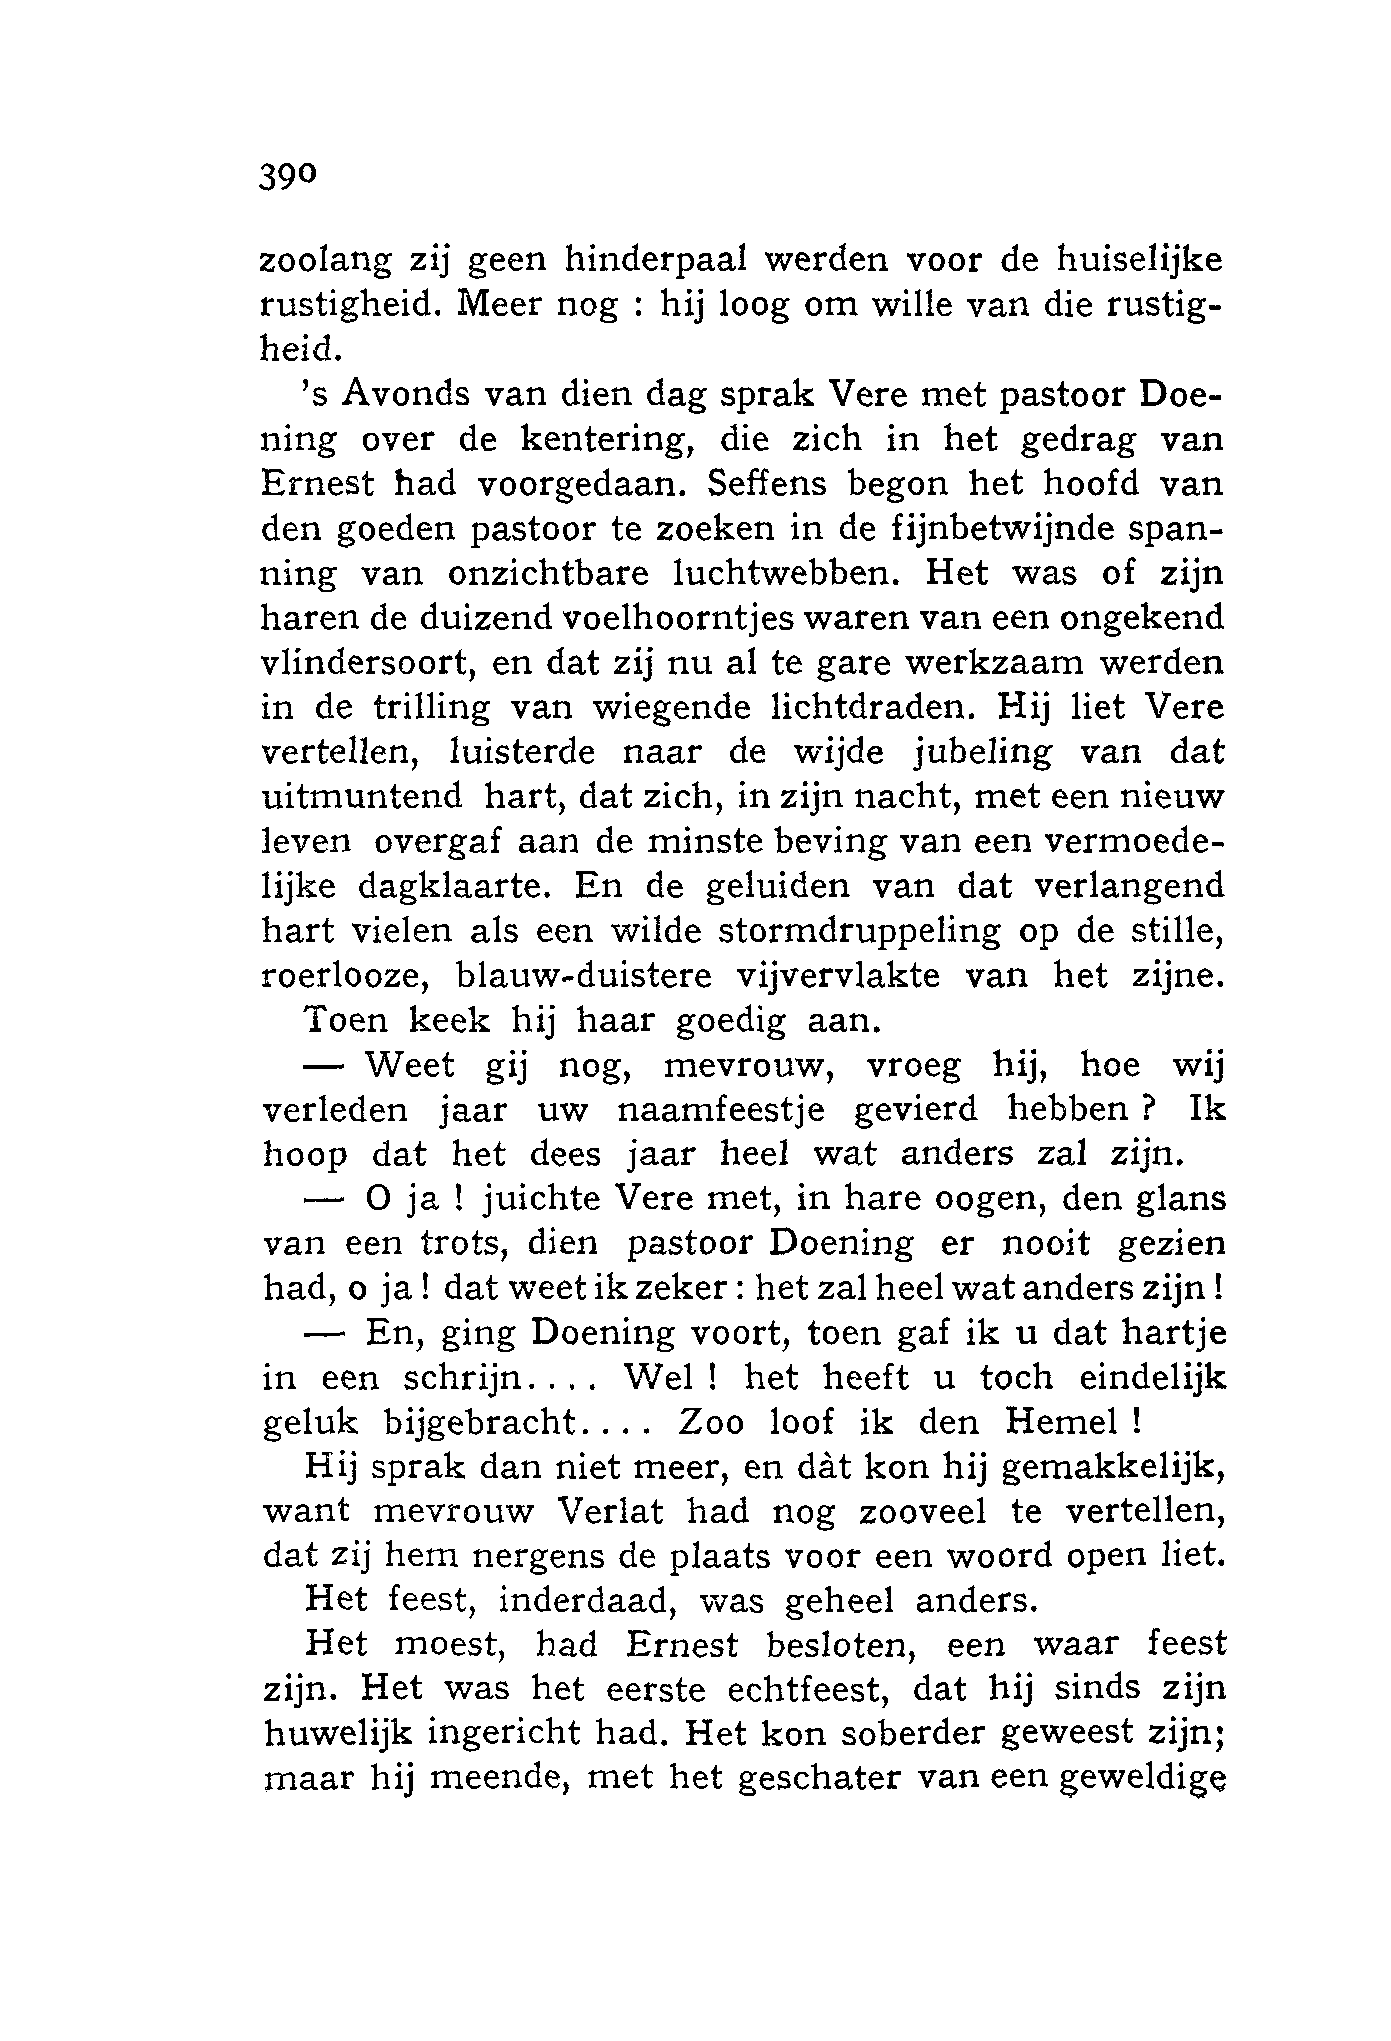 390
zoolang zij geen hinderpaal werden voor de huiselijke
rustigheid. Meer nog : hij loog om wille van die rustig-
heid.
's Avonds van dien dag sprak Vere met pastoor Doe-
ning over de kentering, die zich in het gedrag van
Ernest had voorgedaan. Seffens begon het hoofd van
den goeden pastoor te zoeken in de fijnbetwijnde span-
ning van onzichtbare luchtwebben. Het was of zijn
haren de duizend voelhoorntjes waren van een ongekend
vlindersoort, en dat zij nu al te gare werkzaam werden
in de trilling van wiegende lichtdraden. Hij liet Vere
vertellen, luisterde naar de wijde jubeling van dat
uitmuntend hart, dat zich, in zijn nacht, met een nieuw
leven overgaf aan de minste beving van een vermoede-
lijke dagklaarte. En de geluiden van dat verlangend
hart vielen als een wilde stormdruppeling op de stille,
roerlooze, blauw-duistere vijvervlakte van het zijne.
Toen keek hij haar goedig aan.
— Weet gij nog, mevrouw, vroeg hij, hoe wij
verleden jaar uw naamfeestje gevierd hebben ? Ik
hoop dat het dees jaar heel wat anders zal zijn.
— O ja ! juichte Vere met, in hare oogen, den glans
van een trots, dien pastoor Doening er nooit gezien
had, o ja ! dat weet ik zeker : het zal heel wat anders zijn !
— En, ging Doening voort, toen gaf ik u dat hartje
in een schrijn.... Wel ! het heeft u toch eindelijk
geluk bijgebracht.... Zoo loof ik den Hemel !
Hij sprak dan niet meer, en dàt kon hij gemakkelijk,
want mevrouw Verlat had nog zooveel te vertellen,
dat zij hem nergens de plaats voor een woord open liet.
Het feest, inderdaad, was geheel anders.
Het moest, had Ernest besloten, een waar feest
zijn. Het was het eerste echtfeest, dat hij sinds zijn
huwelijk ingericht had. Het kon soberder geweest zijn;
maar hij meende, met het geschater van een geweldige